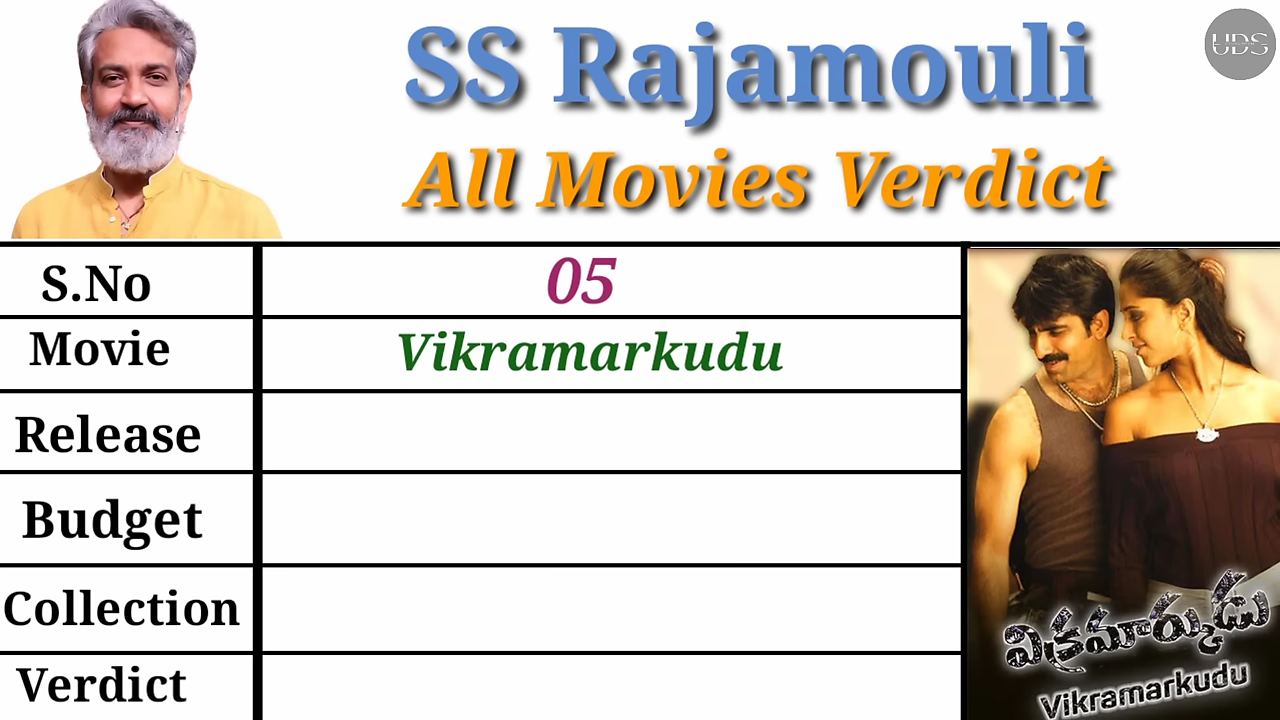 SS Rajamouli
UDS
All Movies Verdict
S.No 05
Movie Vikramarkudu
Release
Budget
Collection
Verdict
విక్రమార్కుడు
Vikramarkudu